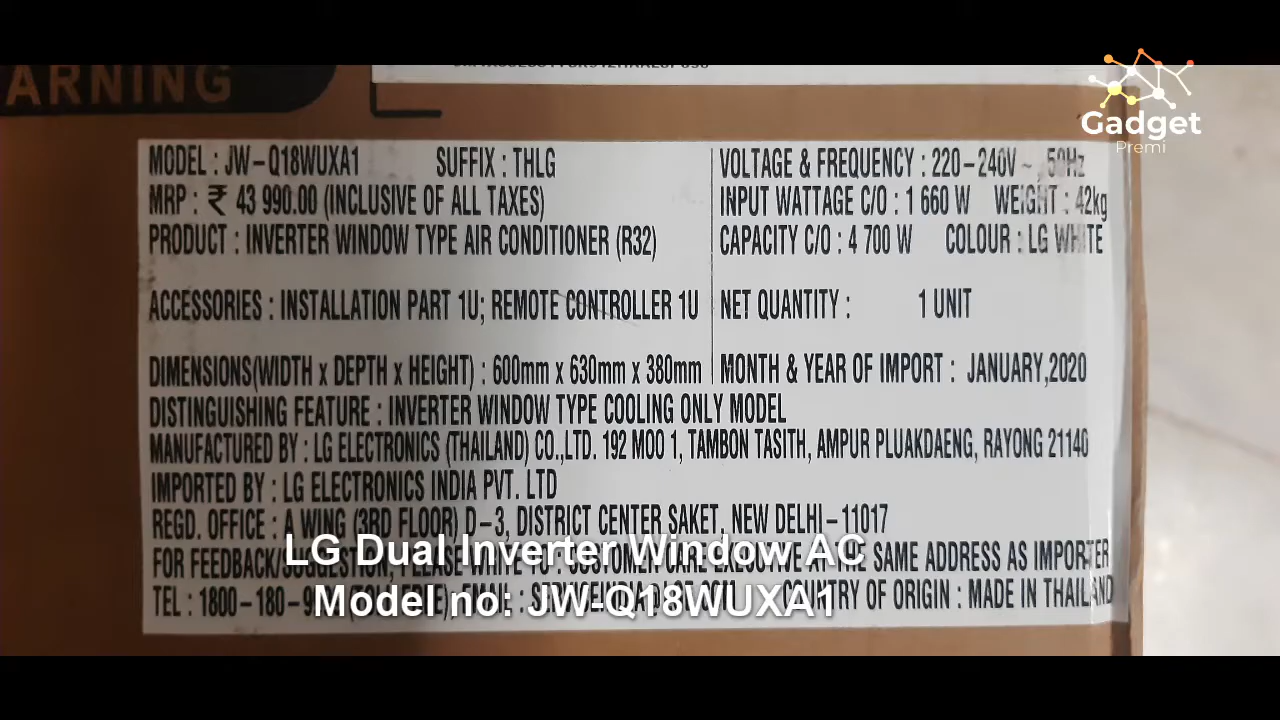 ARNING
Gadget
Premi
MODEL : JW-Q18WUXA1 SUFFIX : THLG
MRP : ₹ 43 990.00 (INCLUSIVE OF ALL TAXES)
PRODUCT : INVERTER WINDOW TYPE AIR CONDITIONER (R32)
ACCESSORIES : INSTALLATION PART 1U; REMOTE CONTROLLER 1U
DIMENSIONS(WIDTH x DEPTH x HEIGHT) : 600mm x 630mm x 380mm
VOLTAGE & FREQUENCY : 220-240V ~ , 50Hz
INPUT WATTAGE C/O : 1 660 W WEIGHT : 42kg
CAPACITY C/O : 4 700 W COLOUR : LG WHITE
NET QUANTITY : 1 UNIT
MONTH & YEAR OF IMPORT : JANUARY,2020
DISTINGUISHING FEATURE : INVERTER WINDOW TYPE COOLING ONLY MODEL
MANUFACTURED BY : LG ELECTRONICS (THAILAND) CO.,LTD. 192 MOO 1, TAMBON TASITH, AMPUR PLUAKDAENG, RAYONG 21140
IMPORTED BY : LG ELECTRONICS INDIA PVT. LTD
REGD. OFFICE : A WING (3RD FLOOR) D-3, DISTRICT CENTER SAKET, NEW DELHI-11017
FOR FEEDBACK/SUGGESTION, PLEASE WRITE TO : CUSTOMER CARE EXECUTIVE AT THE SAME ADDRESS AS IMPORTER
TEL : 1800-180- EMAIL : COUNTRY OF ORIGIN : MADE IN THAILAND
LG Dual Inverter Window AC
Model no: JW-Q18WUXA1